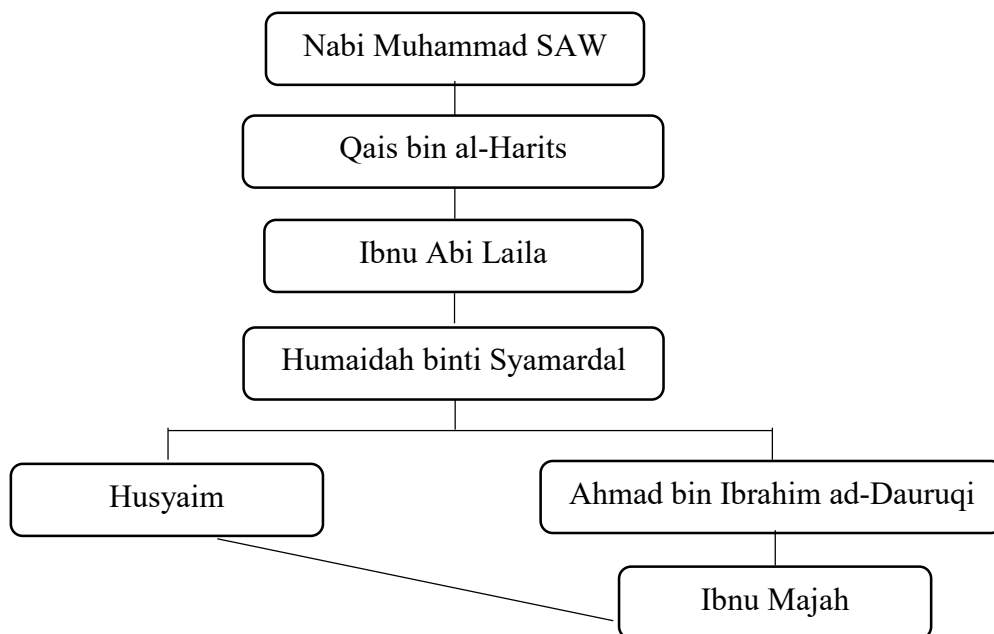 Nabi Muhammad SAW
Qais bin al-Harits
Ibnu Abi Laila
Humaidah binti Syamardal
Husyaim
Ahmad bin Ibrahim ad-Dauruqi
Ibnu Majah